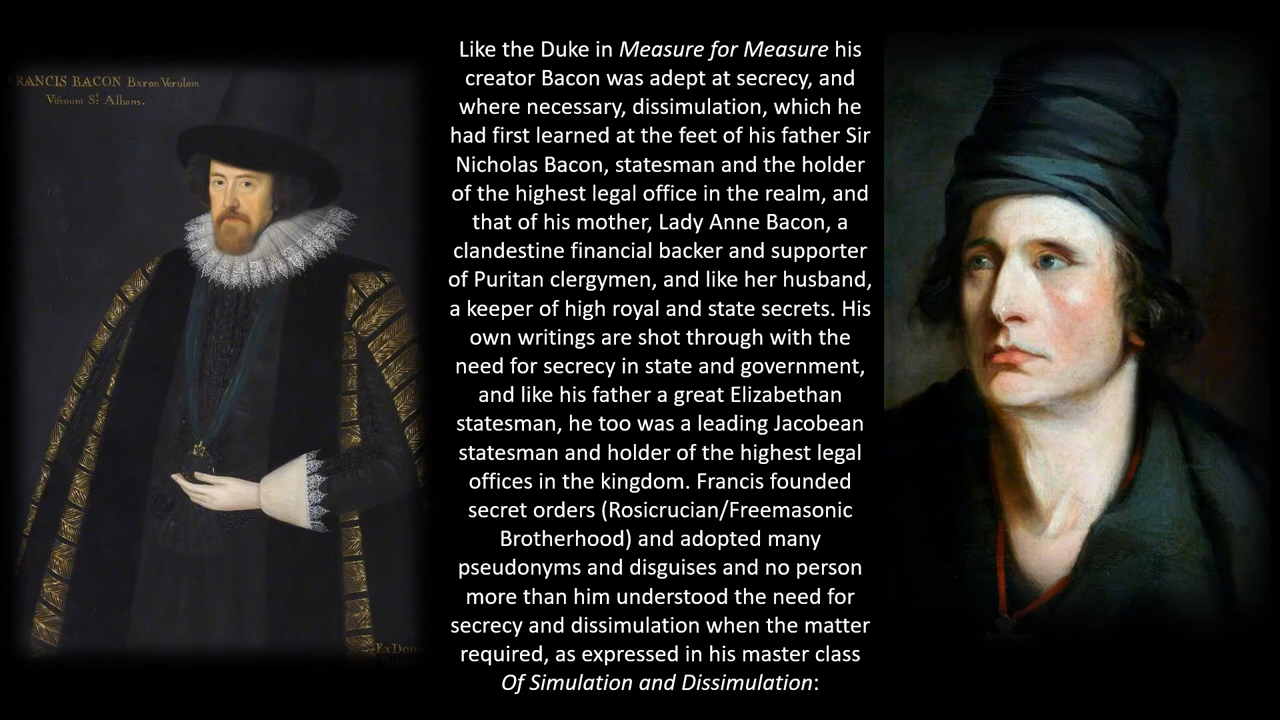 FRANCIS BACON Baron Verulam
Viscount St Albans.
Like the Duke in Measure for Measure his
creator Bacon was adept at secrecy, and
where necessary, dissimulation, which he
had first learned at the feet of his father Sir
Nicholas Bacon, statesman and the holder
of the highest legal office in the realm, and
that of his mother, Lady Anne Bacon, a
clandestine financial backer and supporter
of Puritan clergymen, and like her husband,
a keeper of high royal and state secrets. His
own writings are shot through with the
need for secrecy in state and government,
and like his father a great Elizabethan
statesman, he too was a leading Jacobean
statesman and holder of the highest legal
offices in the kingdom. Francis founded
secret orders (Rosicrucian/Freemasonic
Brotherhood) and adopted many
pseudonyms and disguises and no person
more than him understood the need for
secrecy and dissimulation when the matter
required, as expressed in his master class
Of Simulation and Dissimulation: